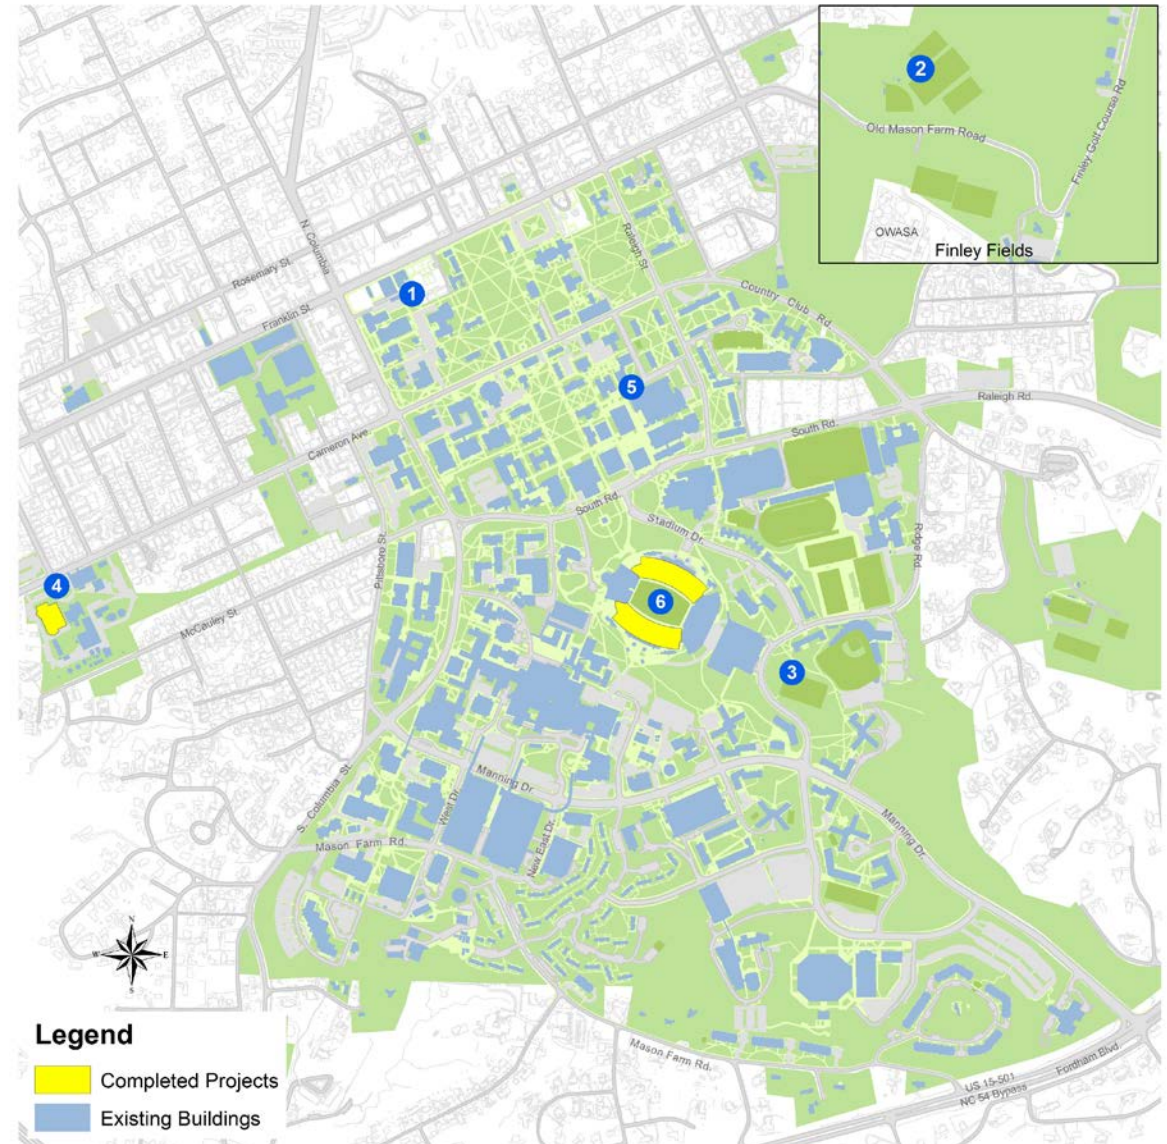 2
Old Mason Farm Road
Finley Golf Course Rd
OWASA
Finley Fields
N. Columbia
Rosemary St.
Franklin St.
1
Raleigh St.
Country Club Rd.
5
Raleigh Rd.
South Rd.
Cameron Ave.
South Rd.
Stadium Dr.
Ridge Rd.
Pittsboro St.
4
6
McCauley St.
3
S. Columbia St.
Manning Dr.
West Dr.
New East Dr.
Manning Dr.
Mason Farm Rd.
N
W
E
S
Mason Farm Rd.
US 15-501
NC 54 Bypass
Fordham Blvd.
Legend
Completed Projects
Existing Buildings